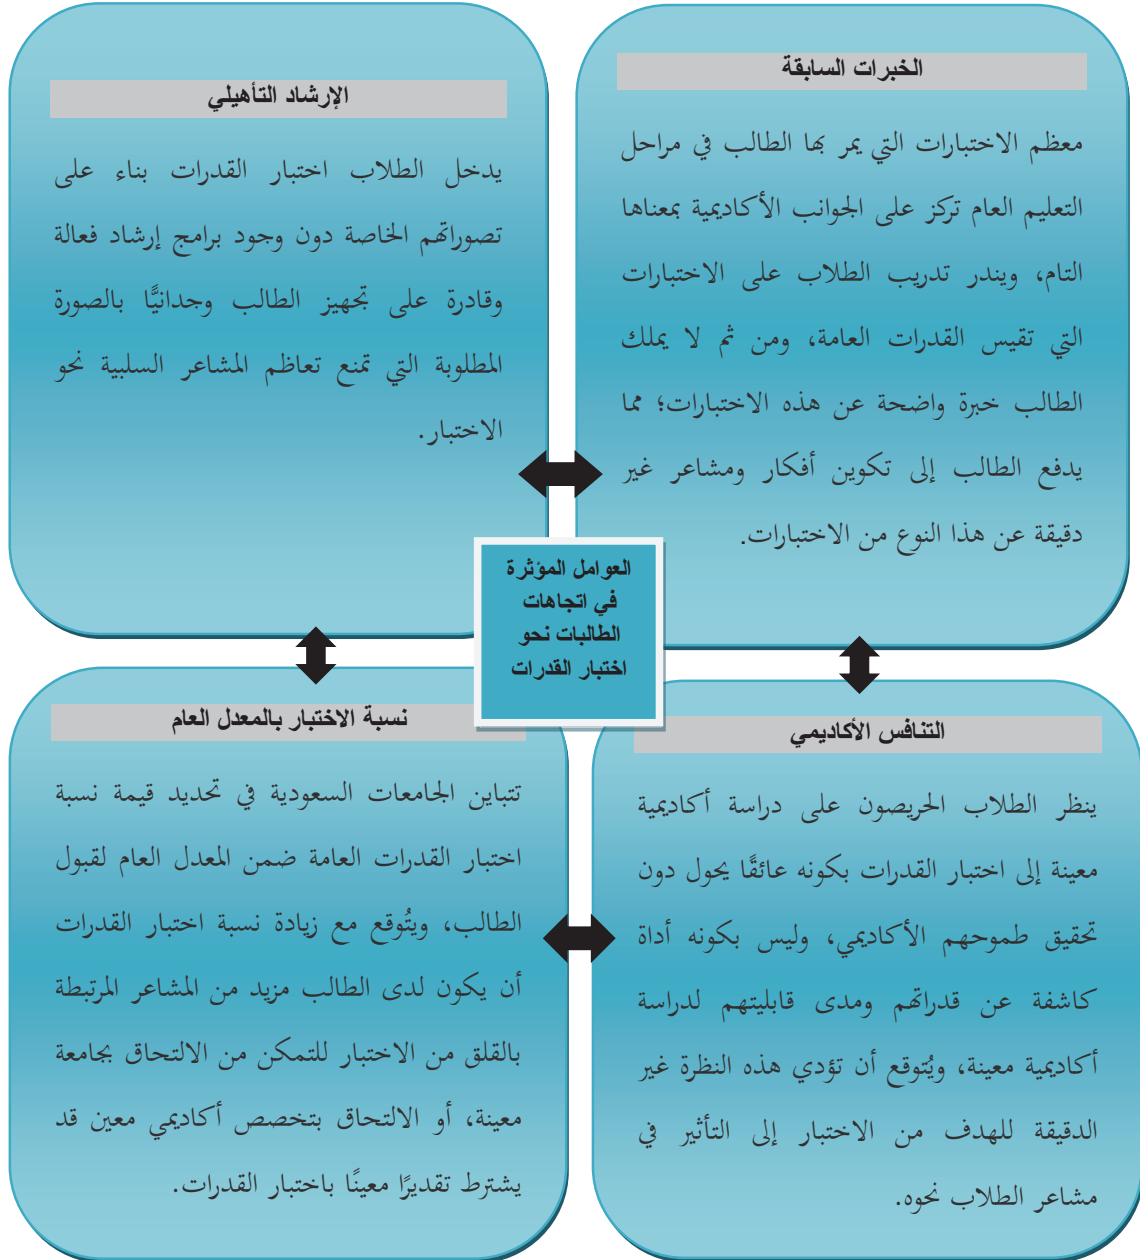 الخبرات السابقة
معظم الاختبارات التي يمر بها الطالب في مراحل
التعليم العام تركز على الجوانب الأكاديمية بمعناها
التام، ويندر تدريب الطلاب على الاختبارات
التي تقيس القدرات العامة، ومن ثم لا يملك
الطالب خبرة واضحة عن هذه الاختبارات؛ مما
يدفع الطالب إلى تكوين أفكار ومشاعر غير
دقيقة عن هذا النوع من الاختبارات.
الإرشاد التأهيلي
يدخل الطلاب اختبار القدرات بناء على
تصوراتهم الخاصة دون وجود برامج إرشاد فعالة
وقادرة على تجهيز الطالب وجدانيًّا بالصورة
المطلوبة التي تمنع تعاظم المشاعر السلبية نحو
الاختبار.
العوامل المؤثرة
في اتجاهات
الطالبات نحو
اختبار القدرات
التنافس الأكاديمي
ينظر الطلاب الحريصون على دراسة أكاديمية
معينة إلى اختبار القدرات بكونه عائقًا يحول دون
تحقيق طموحهم الأكاديمي، وليس بكونه أداة
كاشفة عن قدراتهم ومدى قابليتهم لدراسة
أكاديمية معينة، ويُتوقع أن تؤدي هذه النظرة غير
الدقيقة للهدف من الاختبار إلى التأثير في
مشاعر الطلاب نحوه.
نسبة الاختبار بالمعدل العام
تتباين الجامعات السعودية في تحديد قيمة نسبة
اختبار القدرات العامة ضمن المعدل العام لقبول
الطالب، ويُتوقع مع زيادة نسبة اختبار القدرات
أن يكون لدى الطالب مزيد من المشاعر المرتبطة
بالقلق من الاختبار للتمكن من الالتحاق بجامعة
معينة، أو الالتحاق بتخصص أكاديمي معين قد
يشترط تقديرًا معينًا باختبار القدرات.